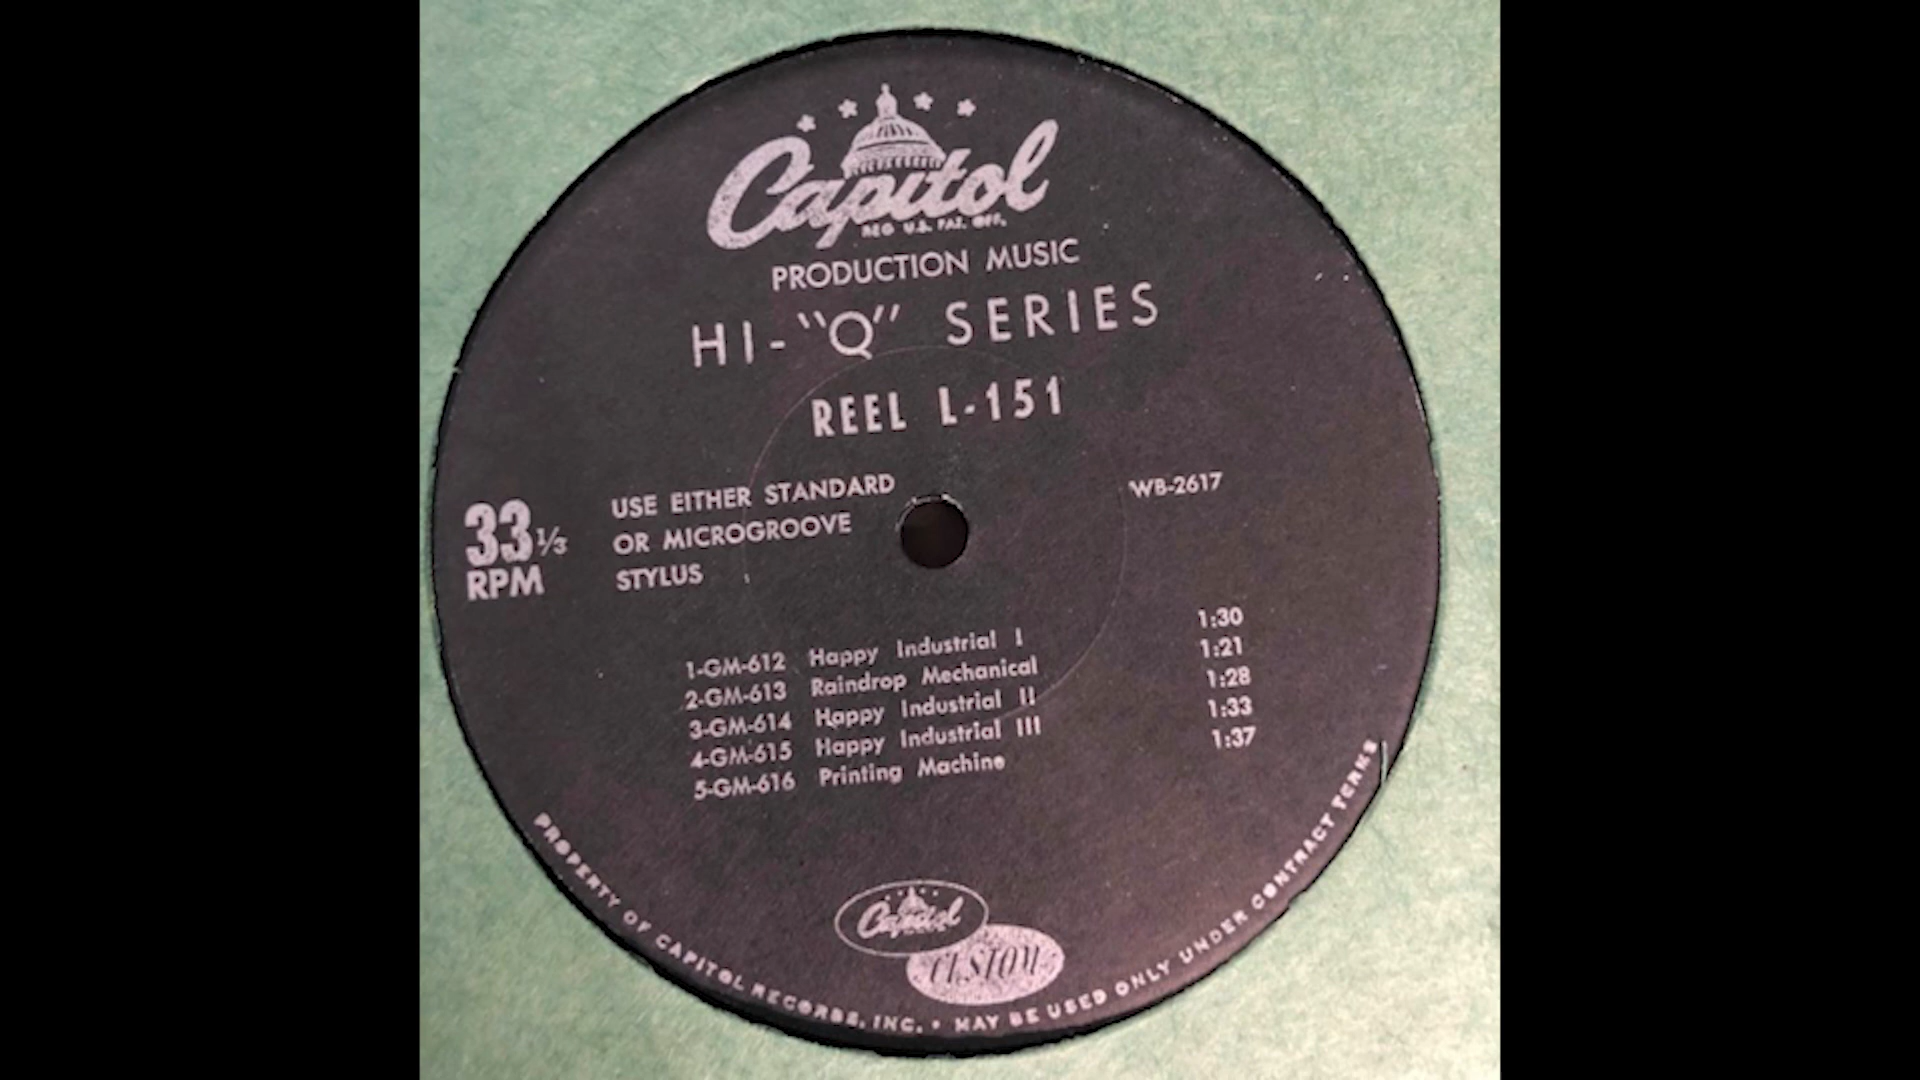 Capitol
REG U.S. PAT. OFF.
PRODUCTION MUSIC
HI-"Q" SERIES
REEL L-151
33 1/3
RPM
USE EITHER STANDARD
OR MICROGROOVE
STYLUS
WB-2617
1-GM-612 Happy Industrial I 1:30
2-GM-613 Raindrop Mechanical 1:21
3-GM-614 Happy Industrial II 1:28
4-GM-615 Happy Industrial III 1:33
5-GM-616 Printing Machine 1:37
Capitol
CUSTOM
PROPERTY OF CAPITOL RECORDS, INC. • MAY BE USED ONLY UNDER CONTRACT TERMS